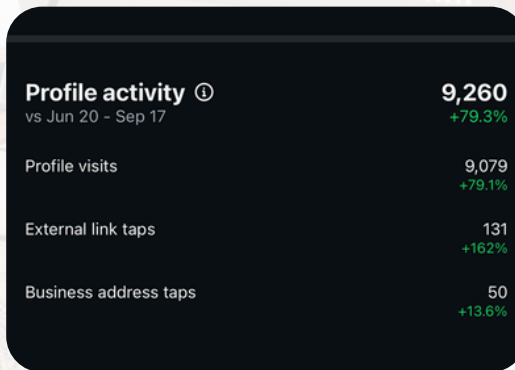 Profile activity
9,260
vs Jun 20 - Sep 17
+79.3%
Profile visits
9,079
+79.1%
External link taps
131
+162%
Business address taps
50
+13.6%